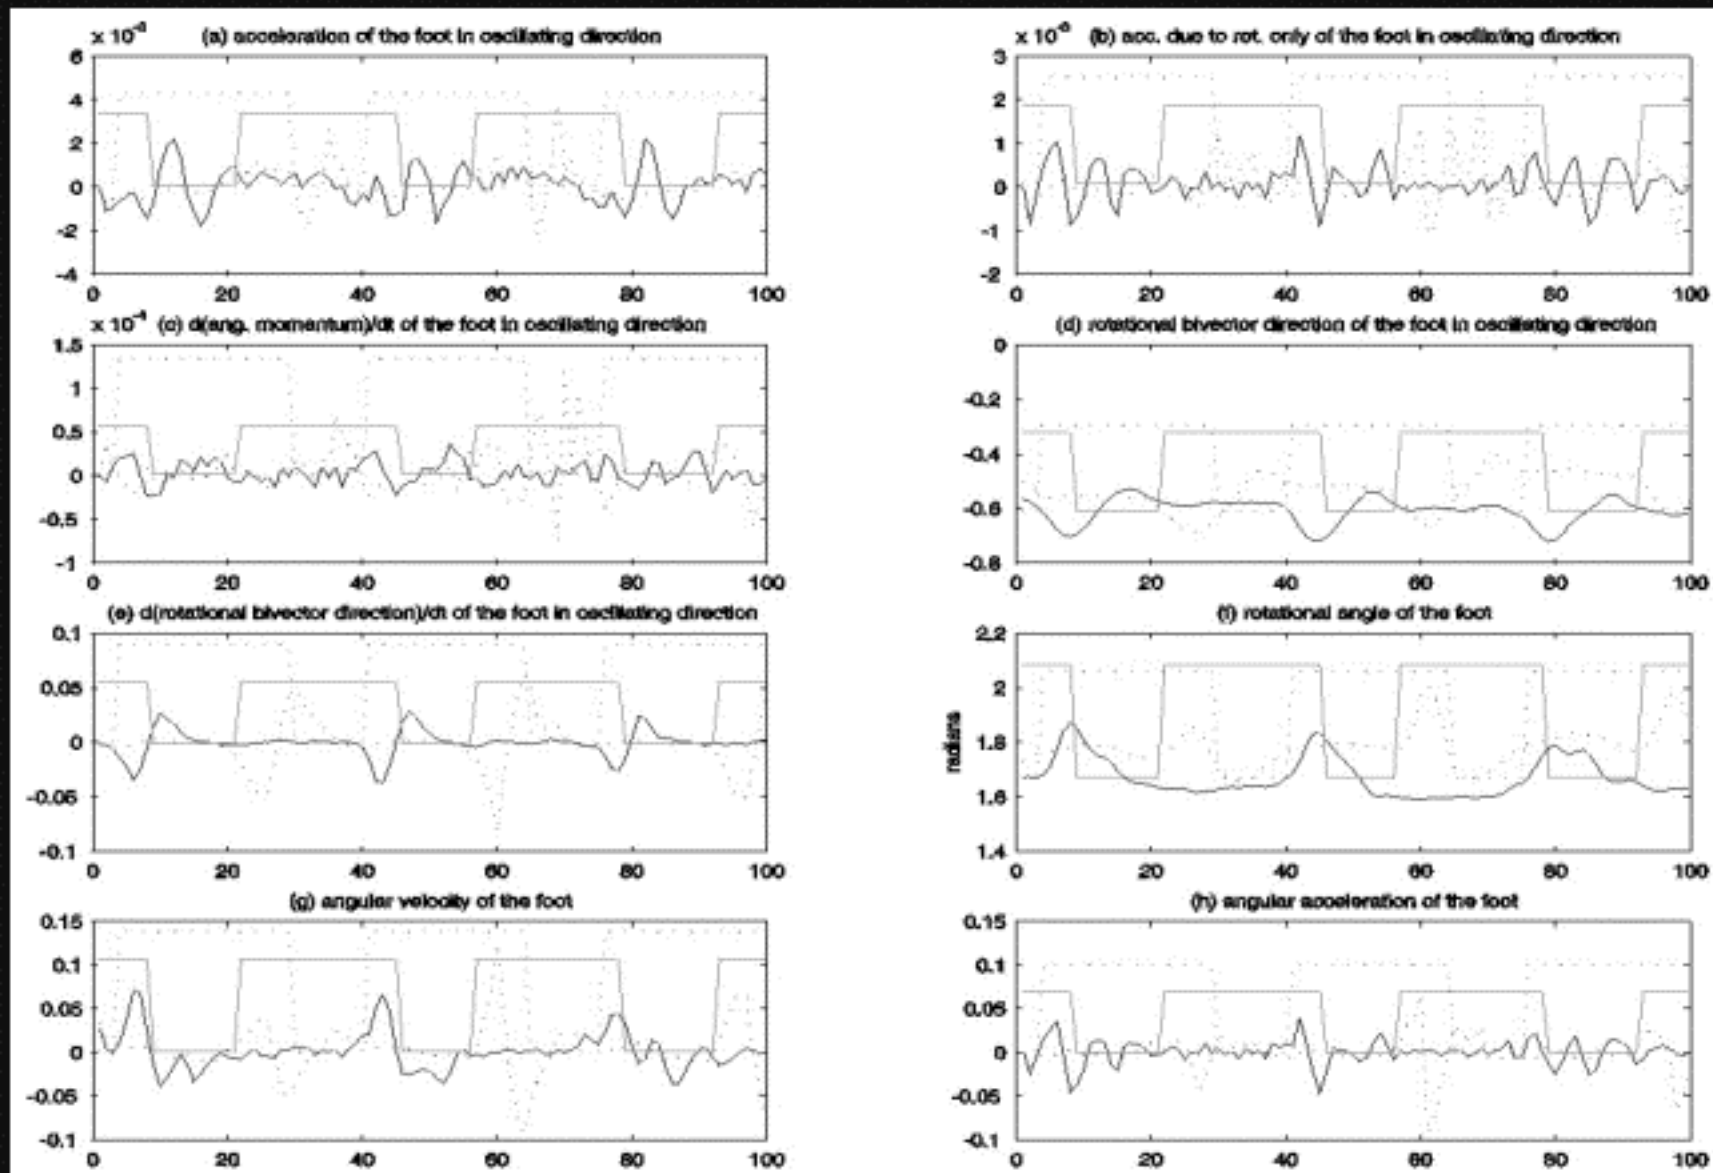 x 10⁻³ (a) acceleration of the foot in oscillating direction
6
4
2
0
-2
-4
0 20 40 60 80 100
(b) acc. due to rot. only of the foot in oscillating direction
3
2
1
0
-1
-2
0 20 40 60 80 100
x 10⁻⁴ (c) d(ang. momentum)/dt of the foot in oscillating direction
1.5
1
0.5
0
-0.5
-1
0 20 40 60 80 100
(d) rotational bivector direction of the foot in oscillating direction
0
-0.2
-0.4
-0.6
-0.8
0 20 40 60 80 100
(e) d(rotational bivector direction)/dt of the foot in oscillating direction
0.1
0.05
0
-0.05
-0.1
0 20 40 60 80 100
(f) rotational angle of the foot
2.2
2
1.8
1.6
1.4
radians
0 20 40 60 80 100
(g) angular velocity of the foot
0.15
0.1
0.05
0
-0.05
-0.1
0 20 40 60 80 100
(h) angular acceleration of the foot
0.15
0.1
0.05
0
-0.05
-0.1
0 20 40 60 80 100